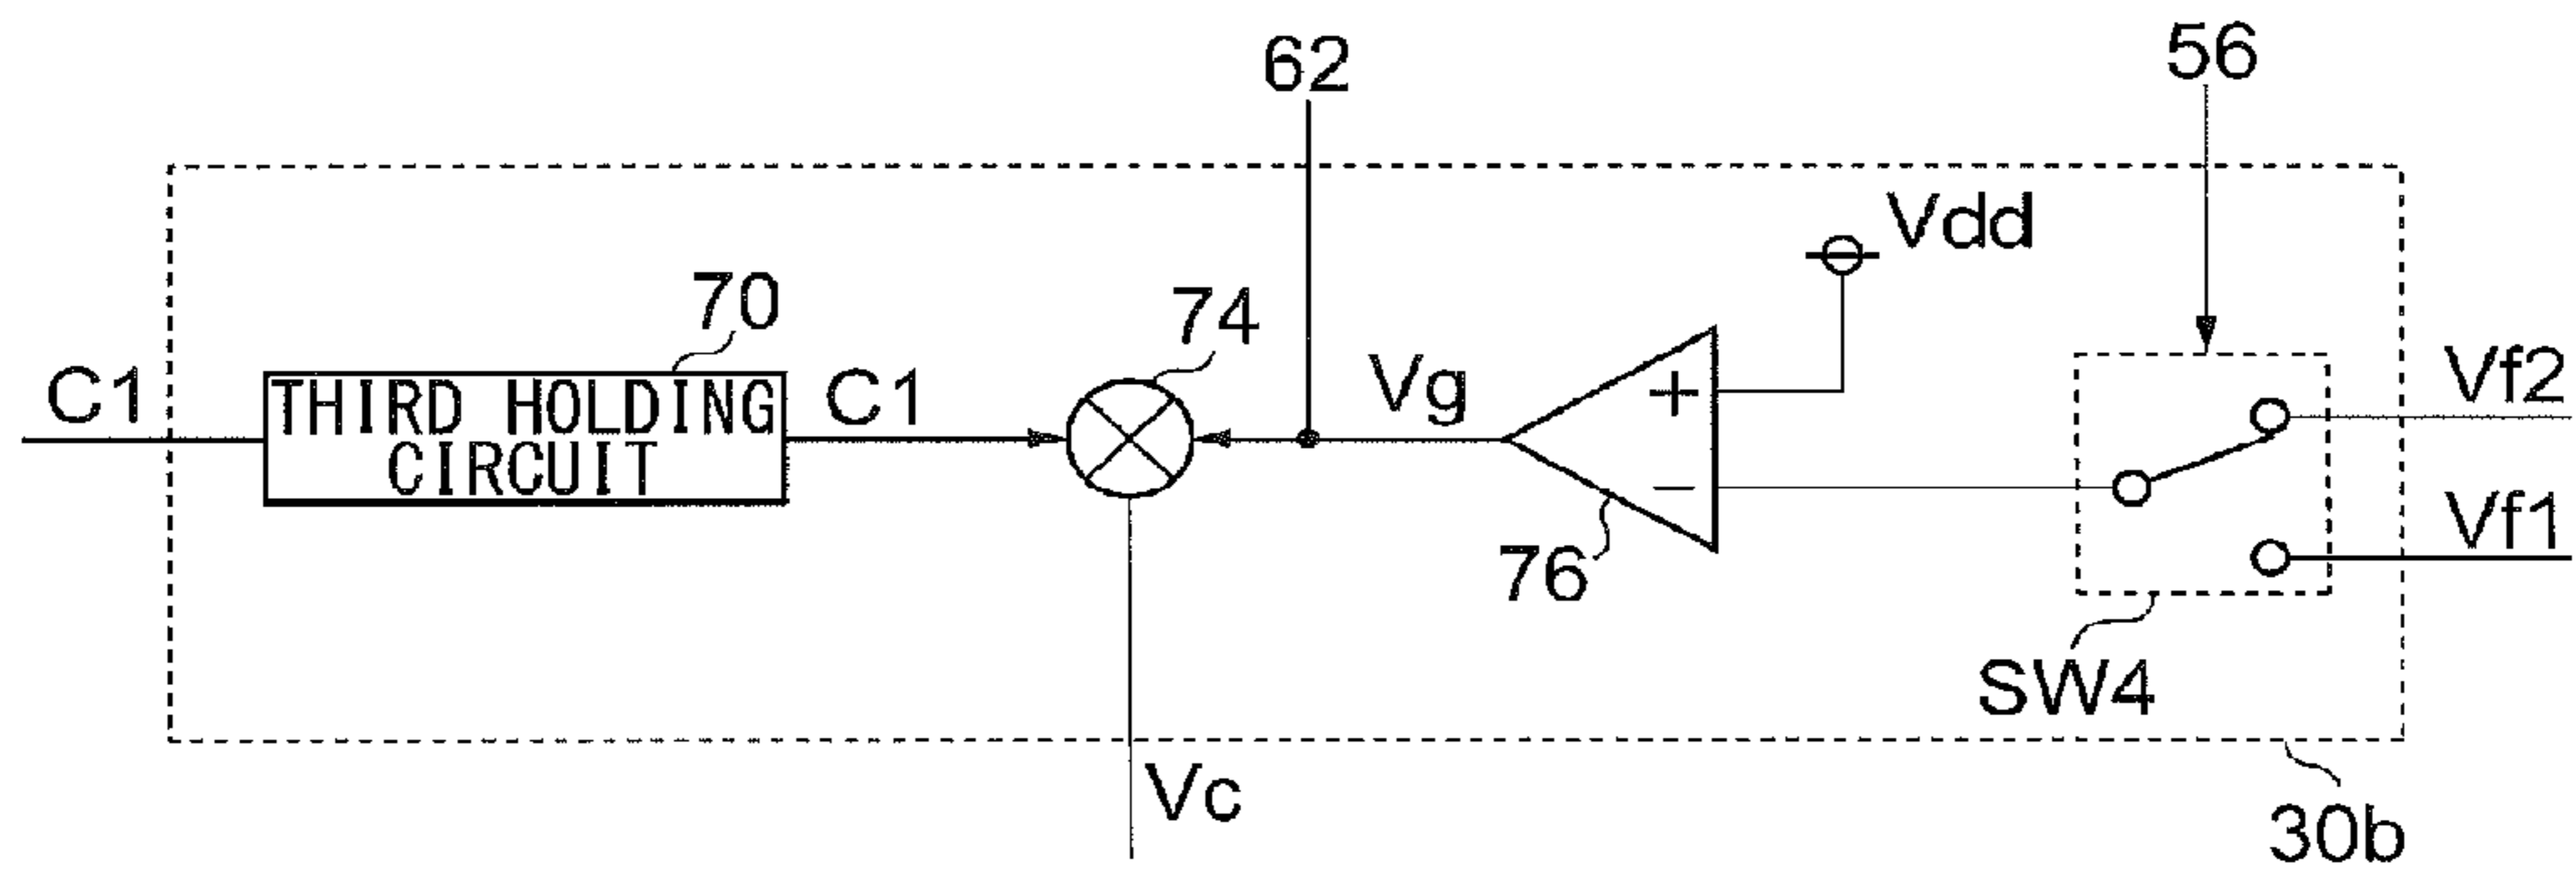 62
56
Vdd
70
74
C1
THIRD HOLDING
CIRCUIT
C1
Vg
+
−
76
Vf2
Vf1
SW4
Vc
30b